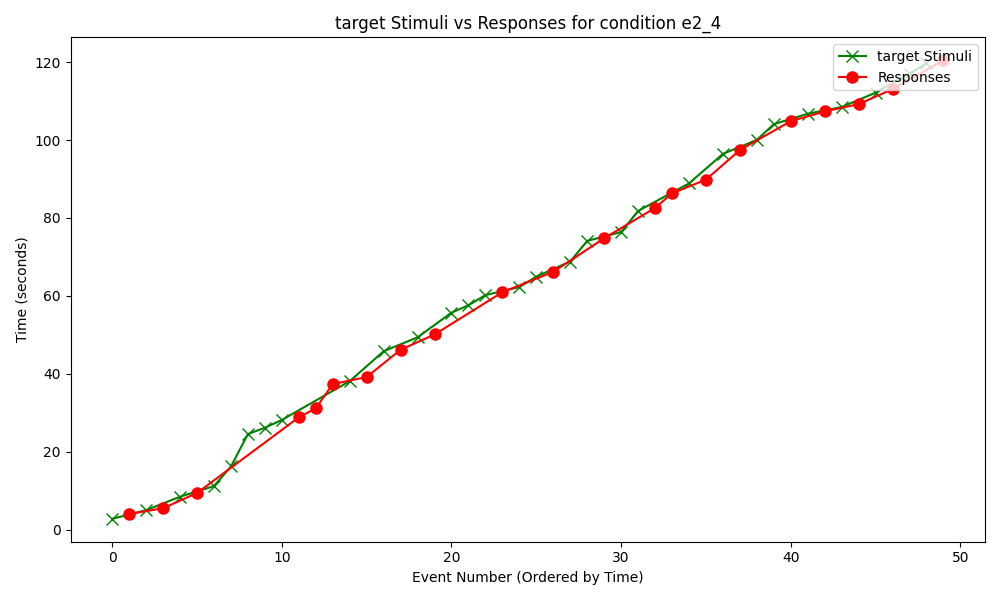 target Stimuli vs Responses for condition e2_4
target Stimuli
Responses
Time (seconds)
120
100
80
60
40
20
0
0 10 20 30 40 50
Event Number (Ordered by Time)